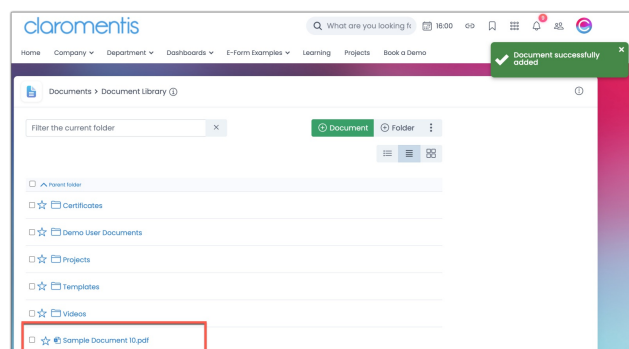 claromentis
What are you looking fo
16:00
9
Home Company Department Dashboards E-Form Examples Learning Projects Book a Demo
Document successfully
added
Documents > Document Library
Filter the current folder
Document
Folder
Parent folder
Certificates
Demo User Documents
Projects
Templates
Videos
Sample Document 10.pdf